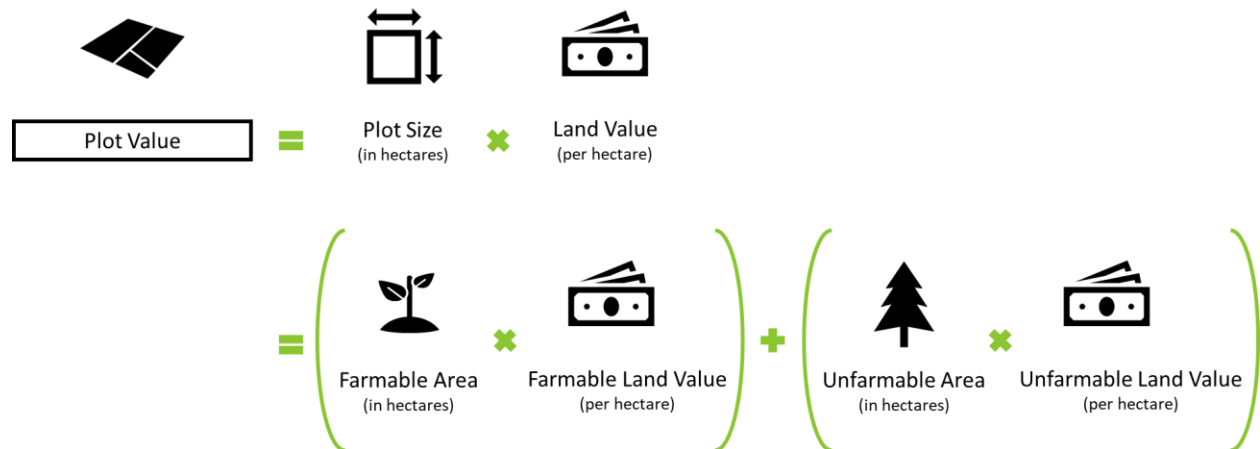 Plot Value
=
Plot Size
(in hectares)
×
Land Value
(per hectare)
=
(
Farmable Area
(in hectares)
×
Farmable Land Value
(per hectare)
)
+
(
Unfarmable Area
(in hectares)
×
Unfarmable Land Value
(per hectare)
)